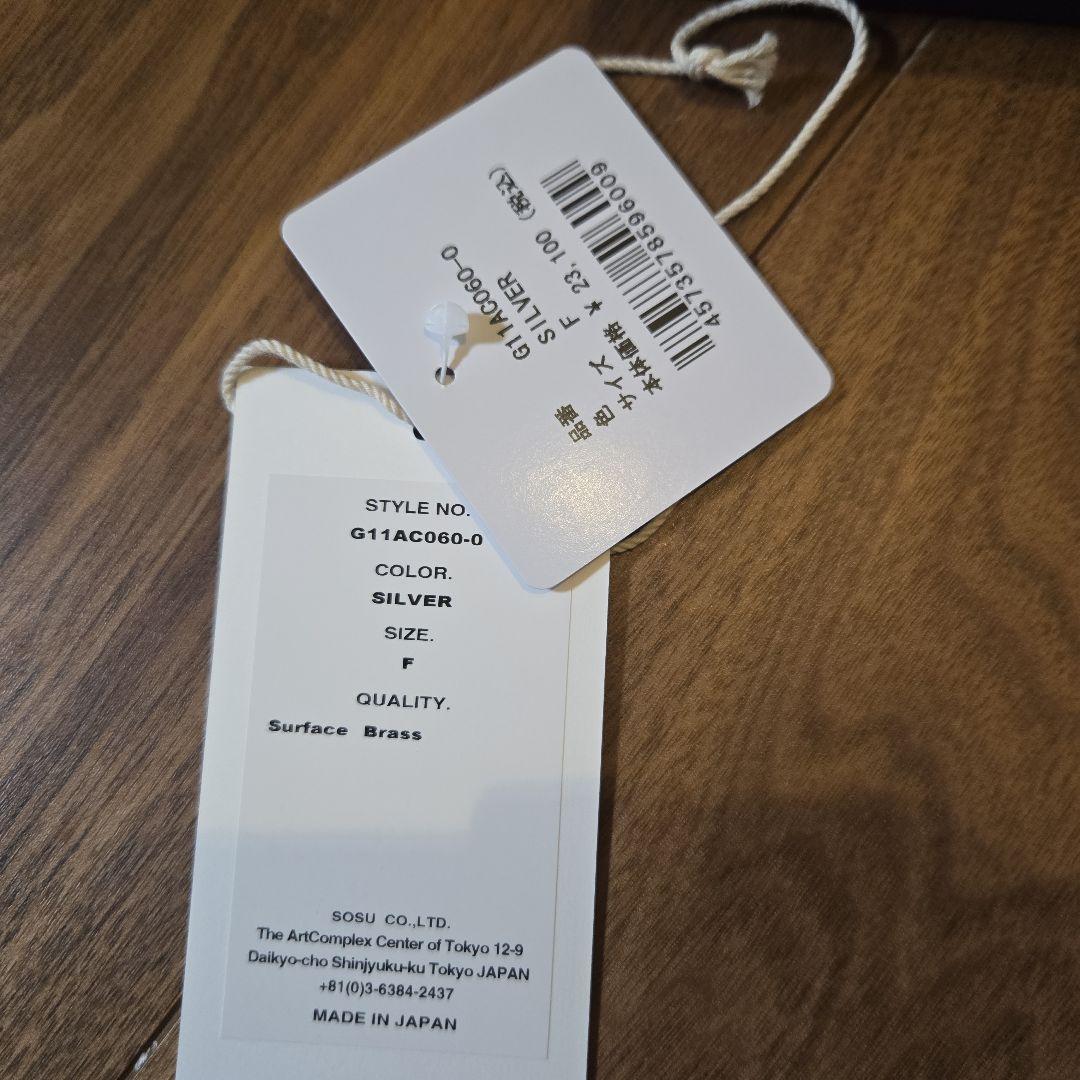 品番 G11AC060-0
色 SILVER
サイズ F
本体価格 ¥ 23,100 (税込)
4573578596009
STYLE NO.
G11AC060-0
COLOR.
SILVER
SIZE.
F
QUALITY.
Surface Brass
SOSU CO.,LTD.
The ArtComplex Center of Tokyo 12-9
Daikyo-cho Shinjyuku-ku Tokyo JAPAN
+81(0)3-6384-2437
MADE IN JAPAN